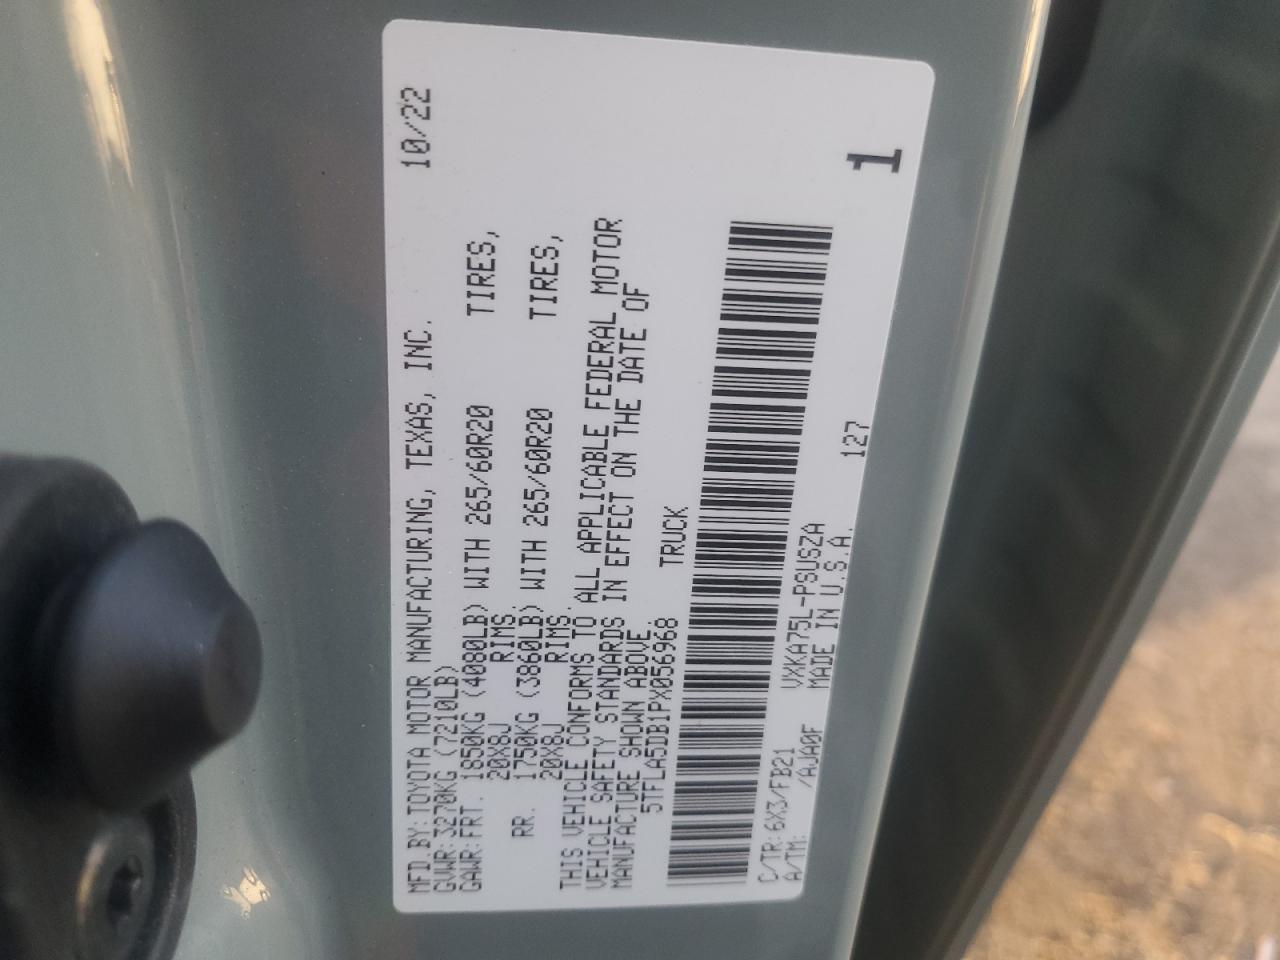 MFD.BY:TOYOTA MOTOR MANUFACTURING, TEXAS, INC. 10/22
GVWR:3270KG (7210LB)
GAWR:FRT. 1850KG (4080LB) WITH 265/60R20 TIRES,
20X8J RIMS.
RR. 1750KG (3860LB) WITH 265/60R20 TIRES,
20X8J RIMS.
THIS VEHICLE CONFORMS TO ALL APPLICABLE FEDERAL MOTOR
VEHICLE SAFETY STANDARDS IN EFFECT ON THE DATE OF
MANUFACTURE SHOWN ABOVE.
5TFLA5DB1PX056968 TRUCK
C/TR:6X3/FB21 VXKA75L-PSUSZA
A/TM: /AJA0F MADE IN U.S.A. 127
1